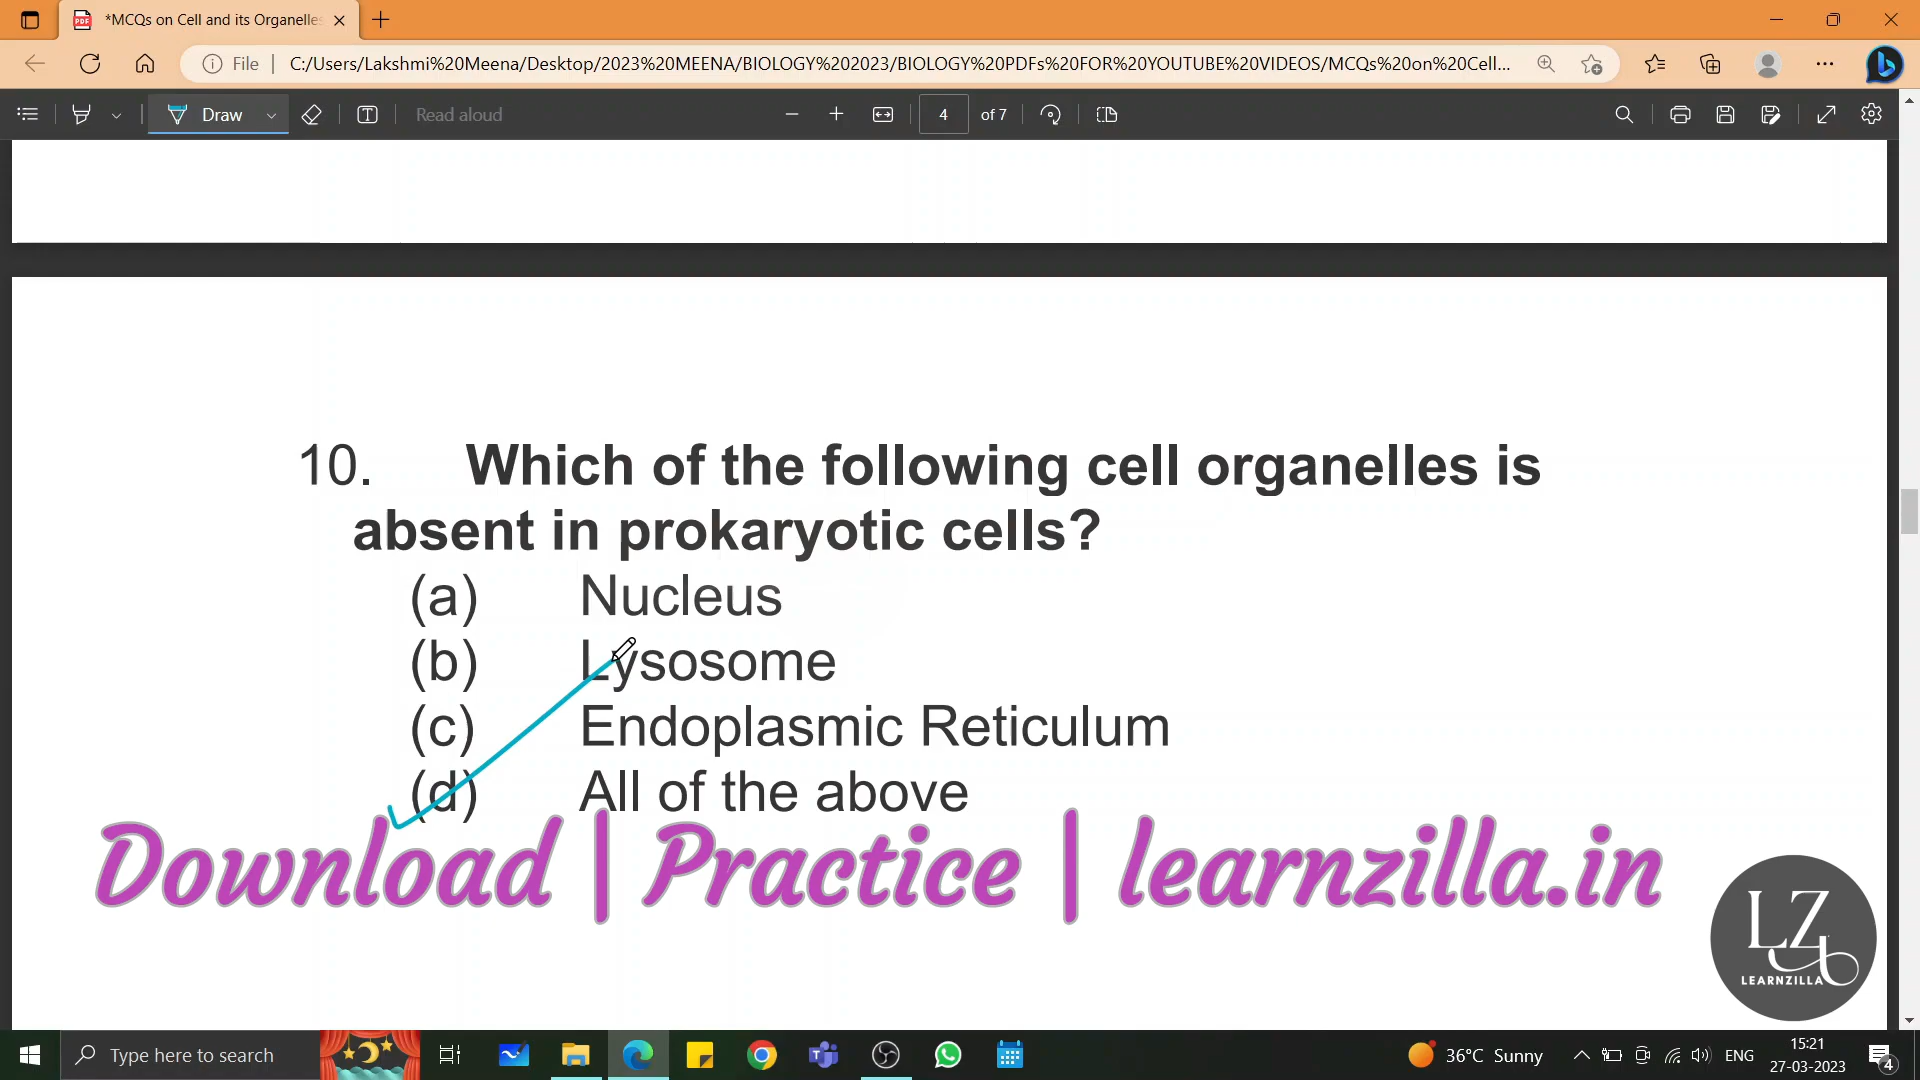 *MCQs on Cell and its Organelles
File
C:/Users/Lakshmi%20Meena/Desktop/2023%20MEENA/BIOLOGY%202023/BIOLOGY%20PDFs%20FOR%20YOUTUBE%20VIDEOS/MCQs%20on%20Cell...
Draw
Read aloud
4 of 7
10. Which of the following cell organelles is
absent in prokaryotic cells?
(a) Nucleus
(b) Lysosome
(c) Endoplasmic Reticulum
(d) All of the above
Download | Practice | learnzilla.in
LZ
LEARNZILLA
Type here to search
36°C Sunny
ENG
15:21
27-03-2023
4